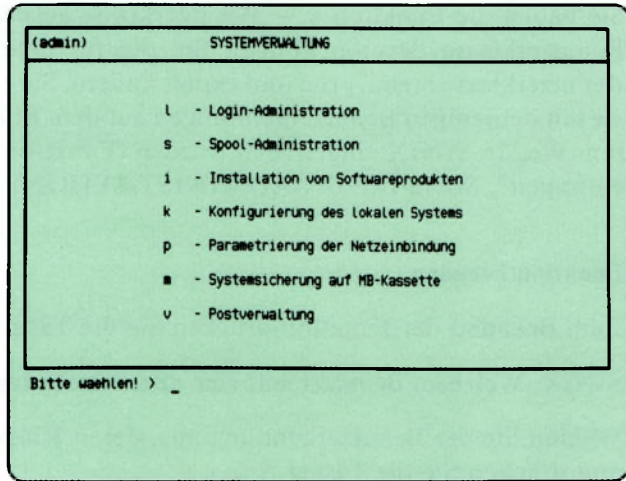 (admin) SYSTEMVERWALTUNG
l - Login-Administration
s - Spool-Administration
i - Installation von Softwareprodukten
k - Konfigurierung des lokalen Systems
p - Parametrierung der Netzeinbindung
m - Systemsicherung auf MB-Kassette
v - Postverwaltung
Bitte waehlen! > _